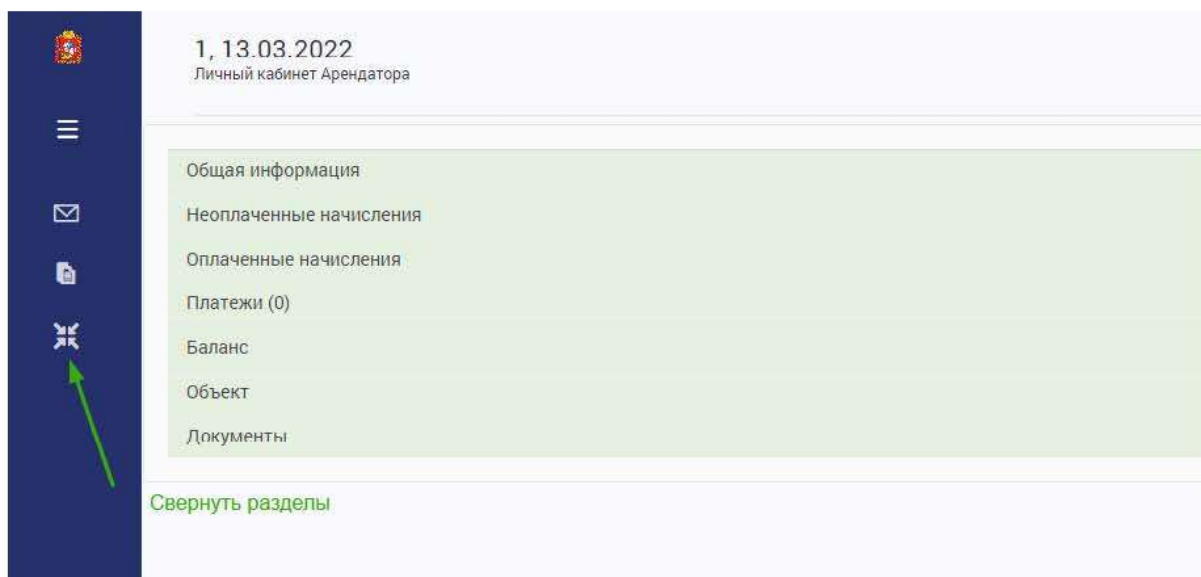 1, 13.03.2022
Личный кабинет Арендатора
Общая информация
Неоплаченные начисления
Оплаченные начисления
Платежи (0)
Баланс
Объект
Документы
Свернуть разделы